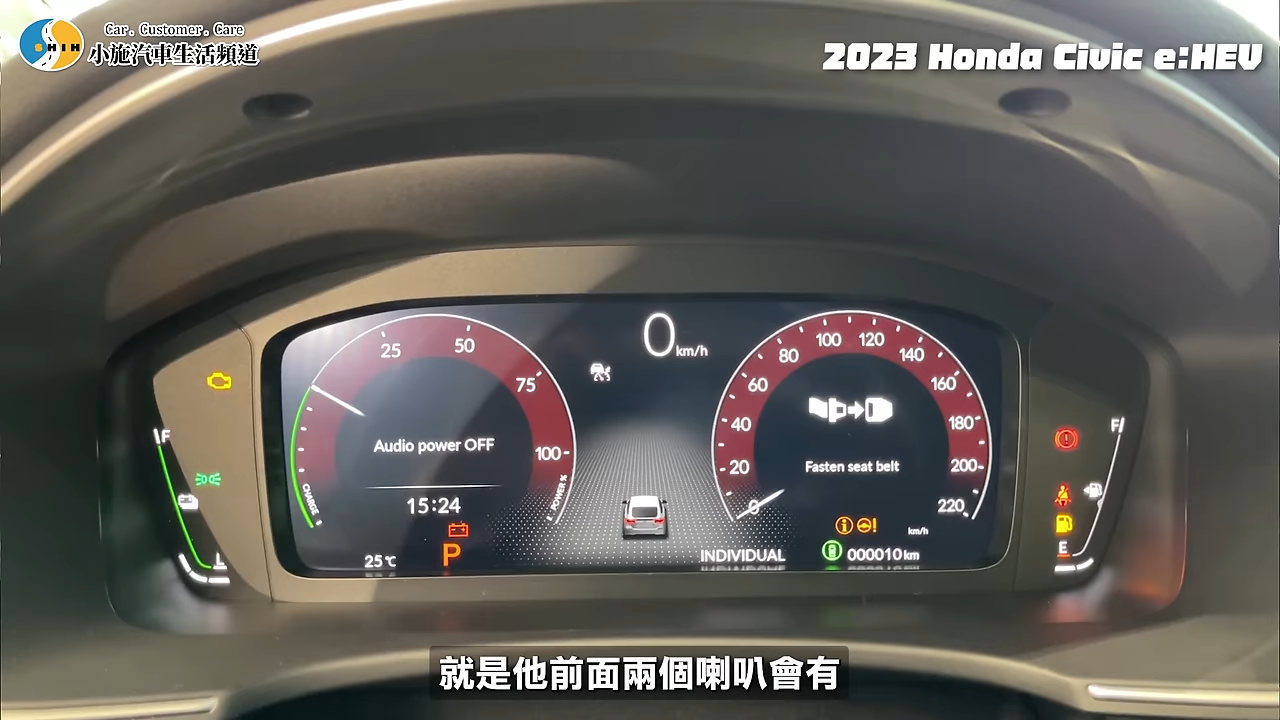 Car. Customer. Care
SHIH
小施汽車生活頻道
2023 Honda Civic e:HEV
0 km/h
25
50
75
100
CHARGE
POWER %
Audio power OFF
15:24
25℃
P
0
20
40
60
80
100
120
140
160
180
200
220
km/h
Fasten seat belt
INDIVIDUAL
000010 km
F
L
F
E
就是他前面兩個喇叭會有